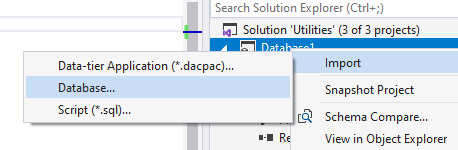 Search Solution Explorer (Ctrl+;)
Solution 'Utilities' (3 of 3 projects)
Database1
Import
Data-tier Application (*.dacpac)...
Database...
Script (*.sql)...
Snapshot Project
Schema Compare...
Re
View in Object Explorer